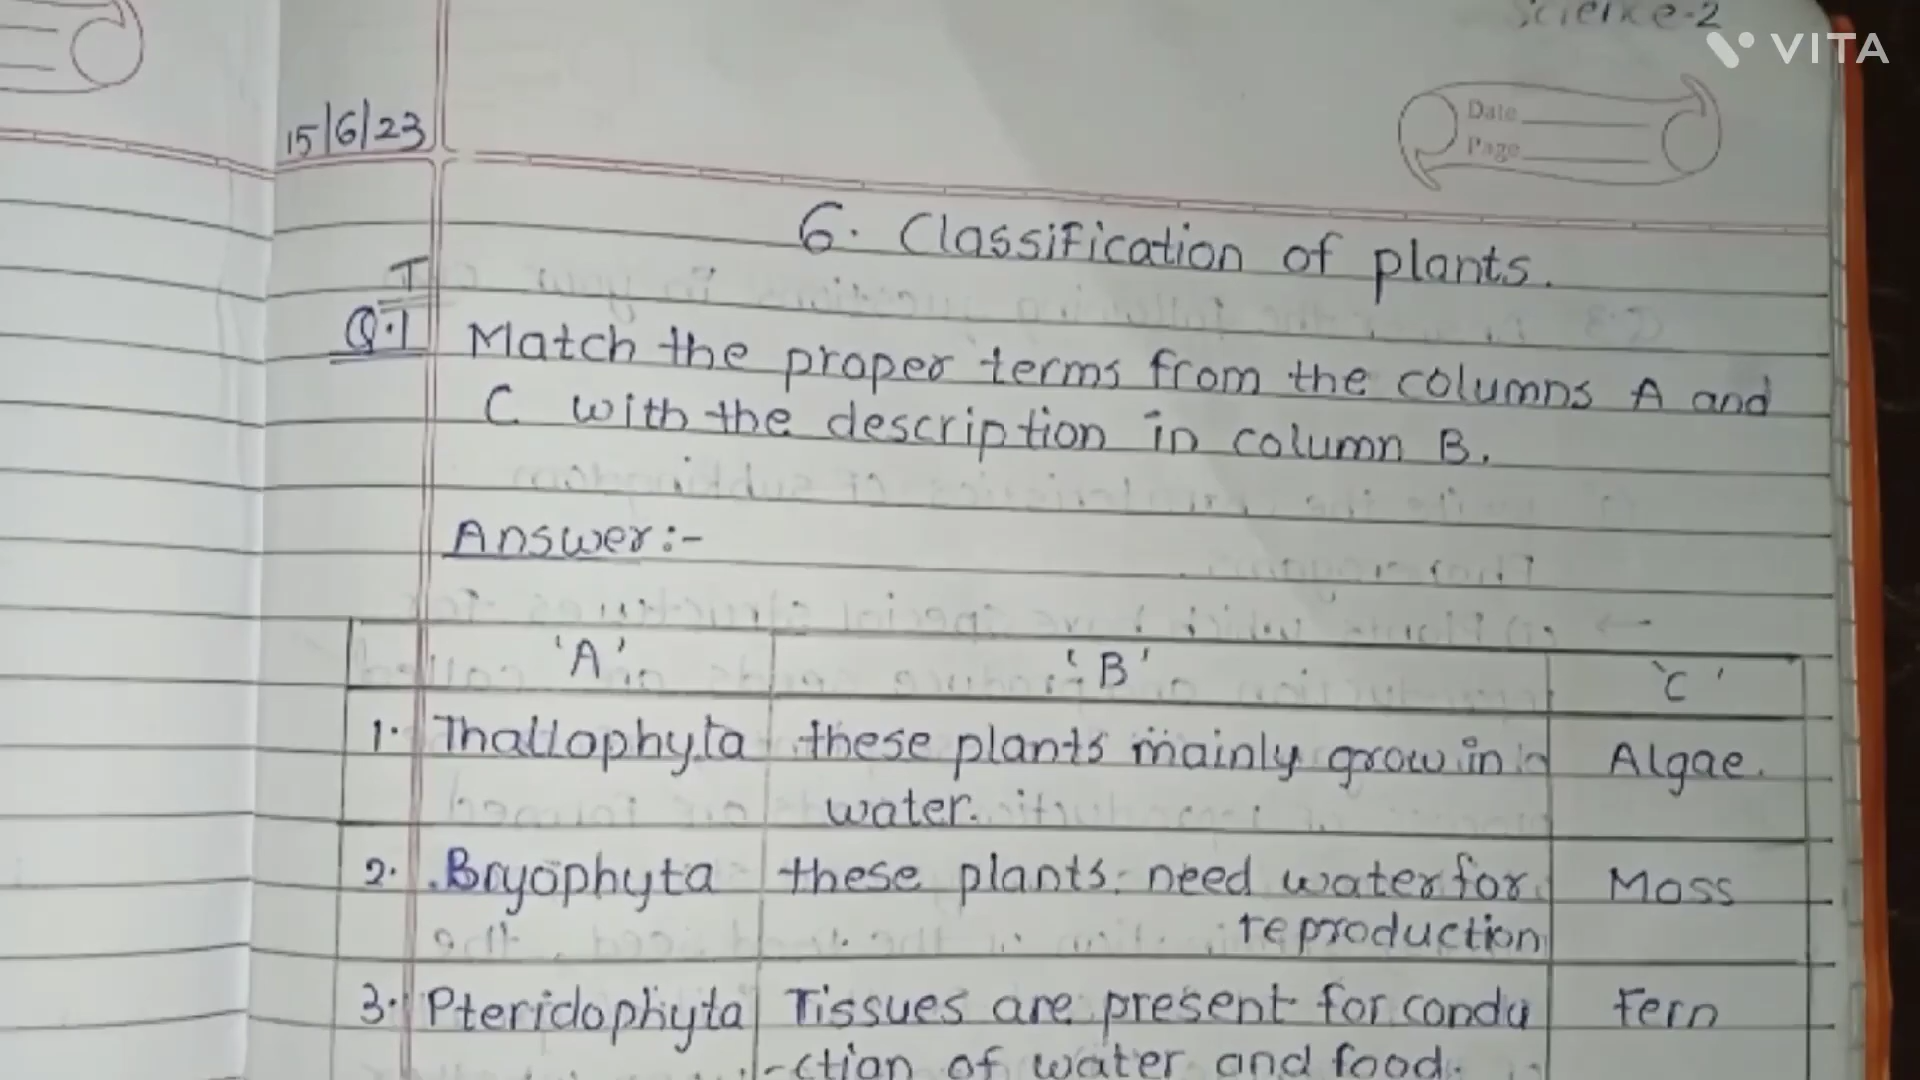 Science-2
VITA
Date
Page
15/6/23
6. Classification of plants.
I
Q.1 Match the proper terms from the columns A and
C with the description in column B.
Answer:-
'A' 'B' 'C'
1. Thallophyta these plants mainly grow in Algae.
water.
2. Bryophyta these plants need water for Moss
reproduction
3. Pteridophyta Tissues are present for condu Fern
-ction of water and food.